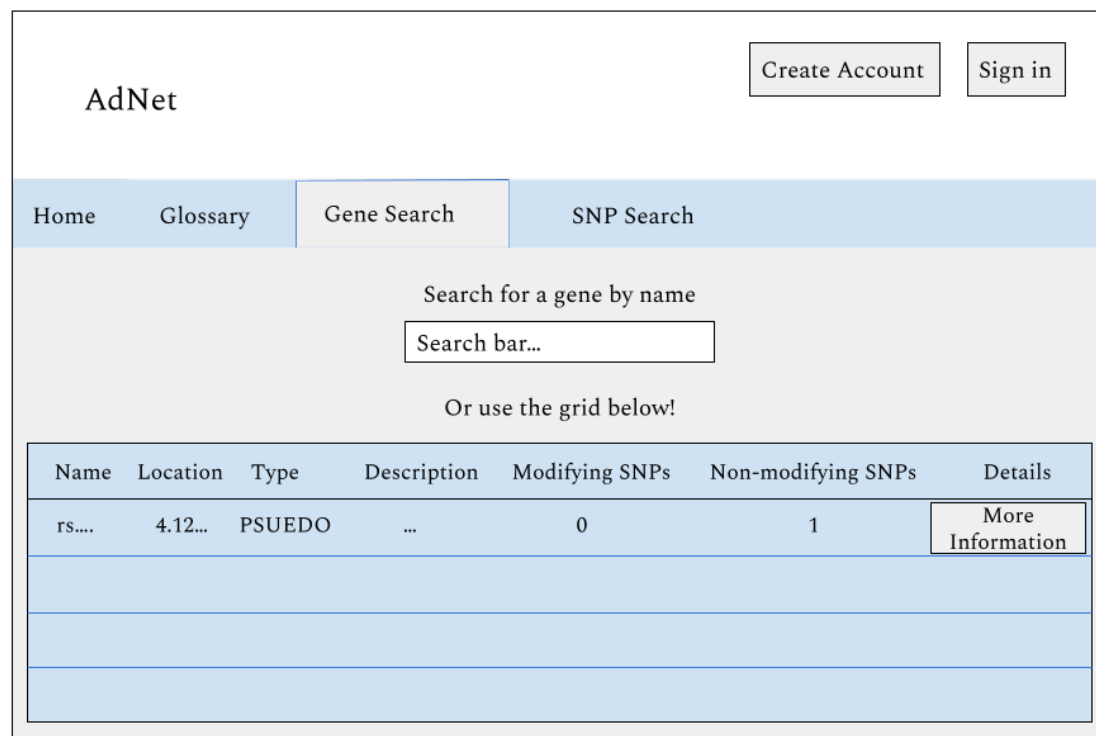 Create Account Sign in
AdNet
Home Glossary Gene Search SNP Search
Search for a gene by name
Search bar...
Or use the grid below!
Name Location Type Description Modifying SNPs Non-modifying SNPs Details
rs.... 4.12... PSUEDO ... 0 1 More Information